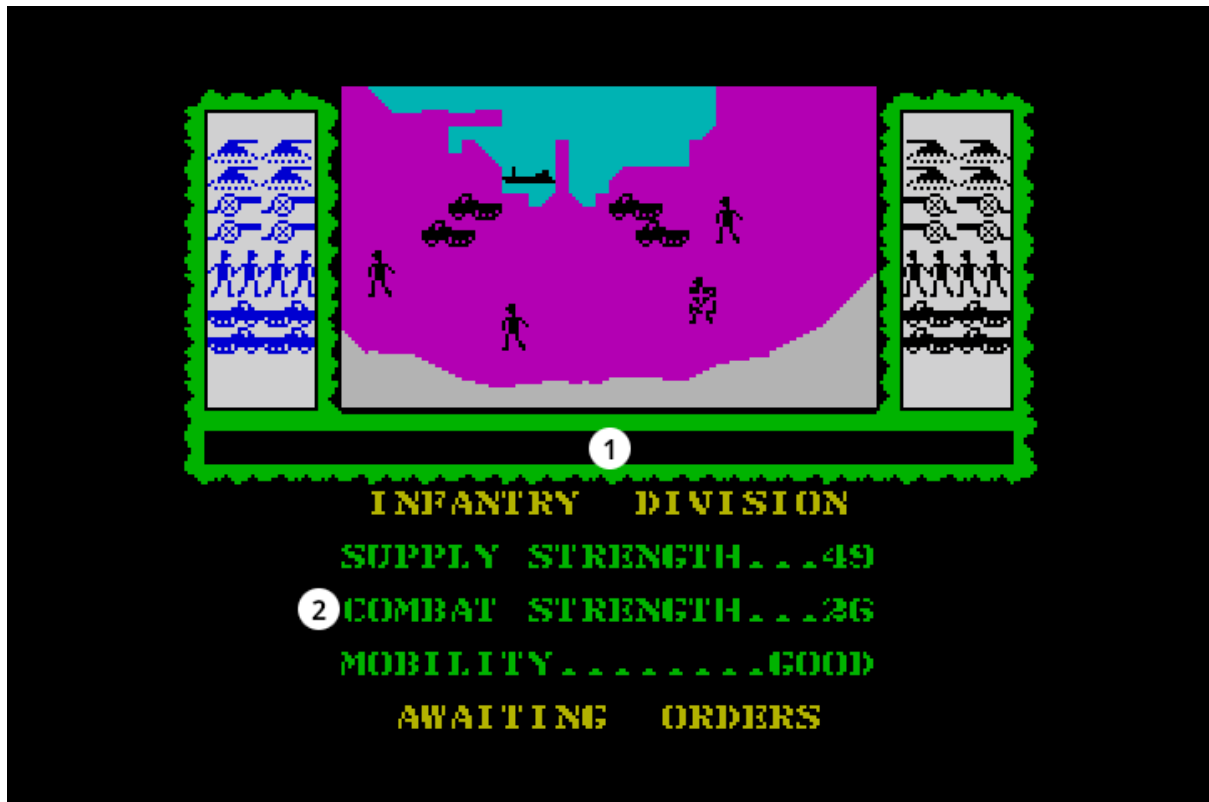 1
INFANTRY DIVISION
SUPPLY STRENGTH...49
2 COMBAT STRENGTH...26
MOBILITY........GOOD
AWAITING ORDERS